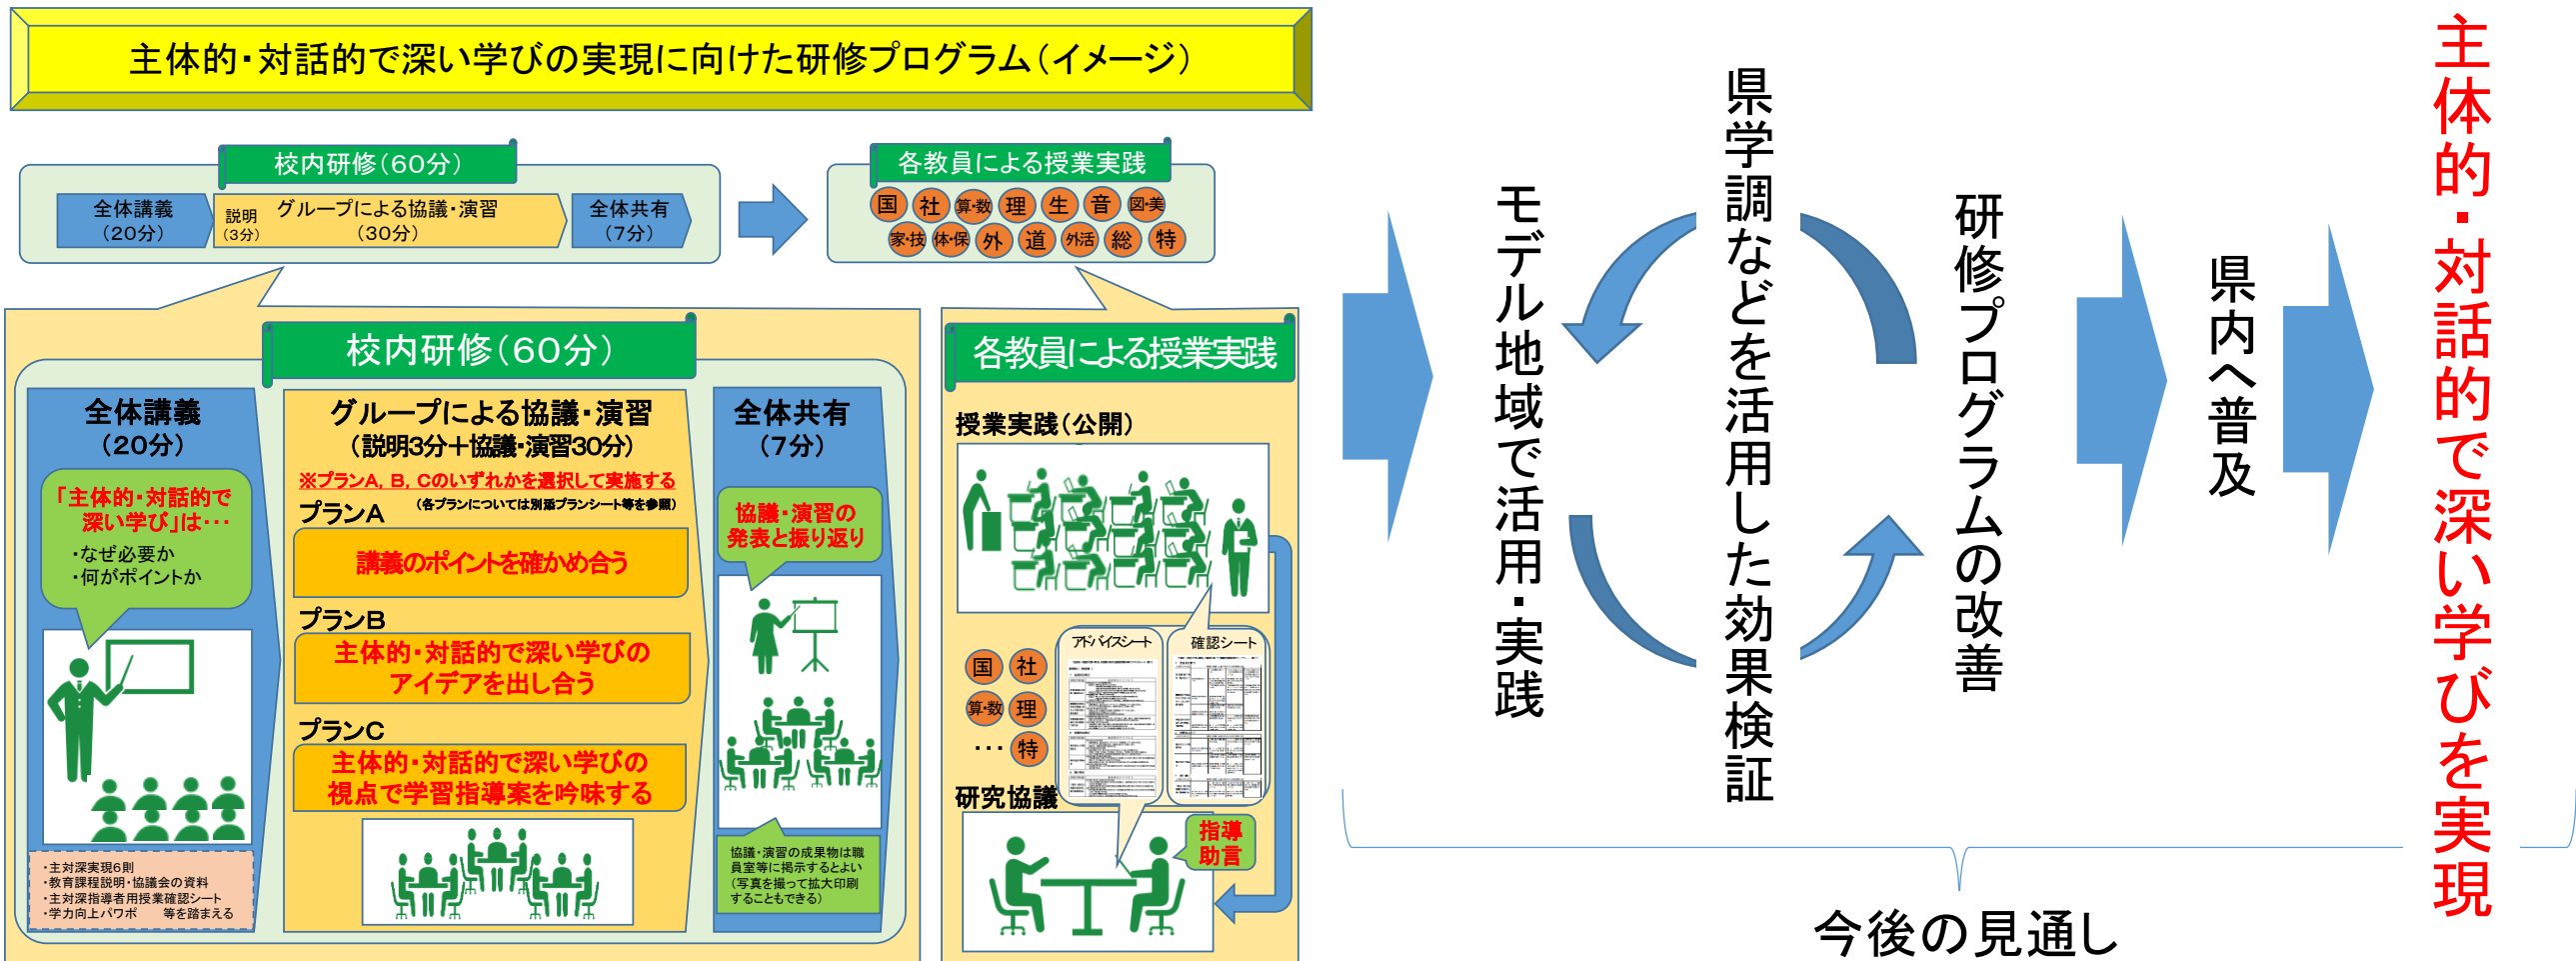 主体的・対話的で深い学びの実現に向けた研修プログラム(イメージ)
校内研修(60分)
全体講義
(20分)
説明
(3分)
グループによる協議・演習
(30分)
全体共有
(7分)
各教員による授業実践
国 社 算・数 理 生 音 図・美
家・技 体・保 外 道 外活 総 特
校内研修(60分)
全体講義
(20分)
「主体的・対話的で
深い学び」は・・・
・なぜ必要か
・何がポイントか
・主対深実現6則
・教育課程説明・協議会の資料
・主対深指導者用授業確認シート
・学力向上パワポ 等を踏まえる
グループによる協議・演習
(説明3分+協議・演習30分)
※プランA, B, Cのいずれかを選択して実施する
(各プランについては別添プランシート等を参照)
プランA
講義のポイントを確かめ合う
プランB
主体的・対話的で深い学びの
アイデアを出し合う
プランC
主体的・対話的で深い学びの
視点で学習指導案を吟味する
全体共有
(7分)
協議・演習の
発表と振り返り
協議・演習の成果物は職
員室等に掲示するとよい
(写真を撮って拡大印刷
することもできる)
各教員による授業実践
授業実践(公開)
国 社
算・数 理
・・・ 特
アドバイスシート
確認シート
研究協議
指導
助言
モデル地域で活用・実践
県学調などを活用した効果検証
研修プログラムの改善
県内へ普及
主体的・対話的で深い学びを実現
今後の見通し